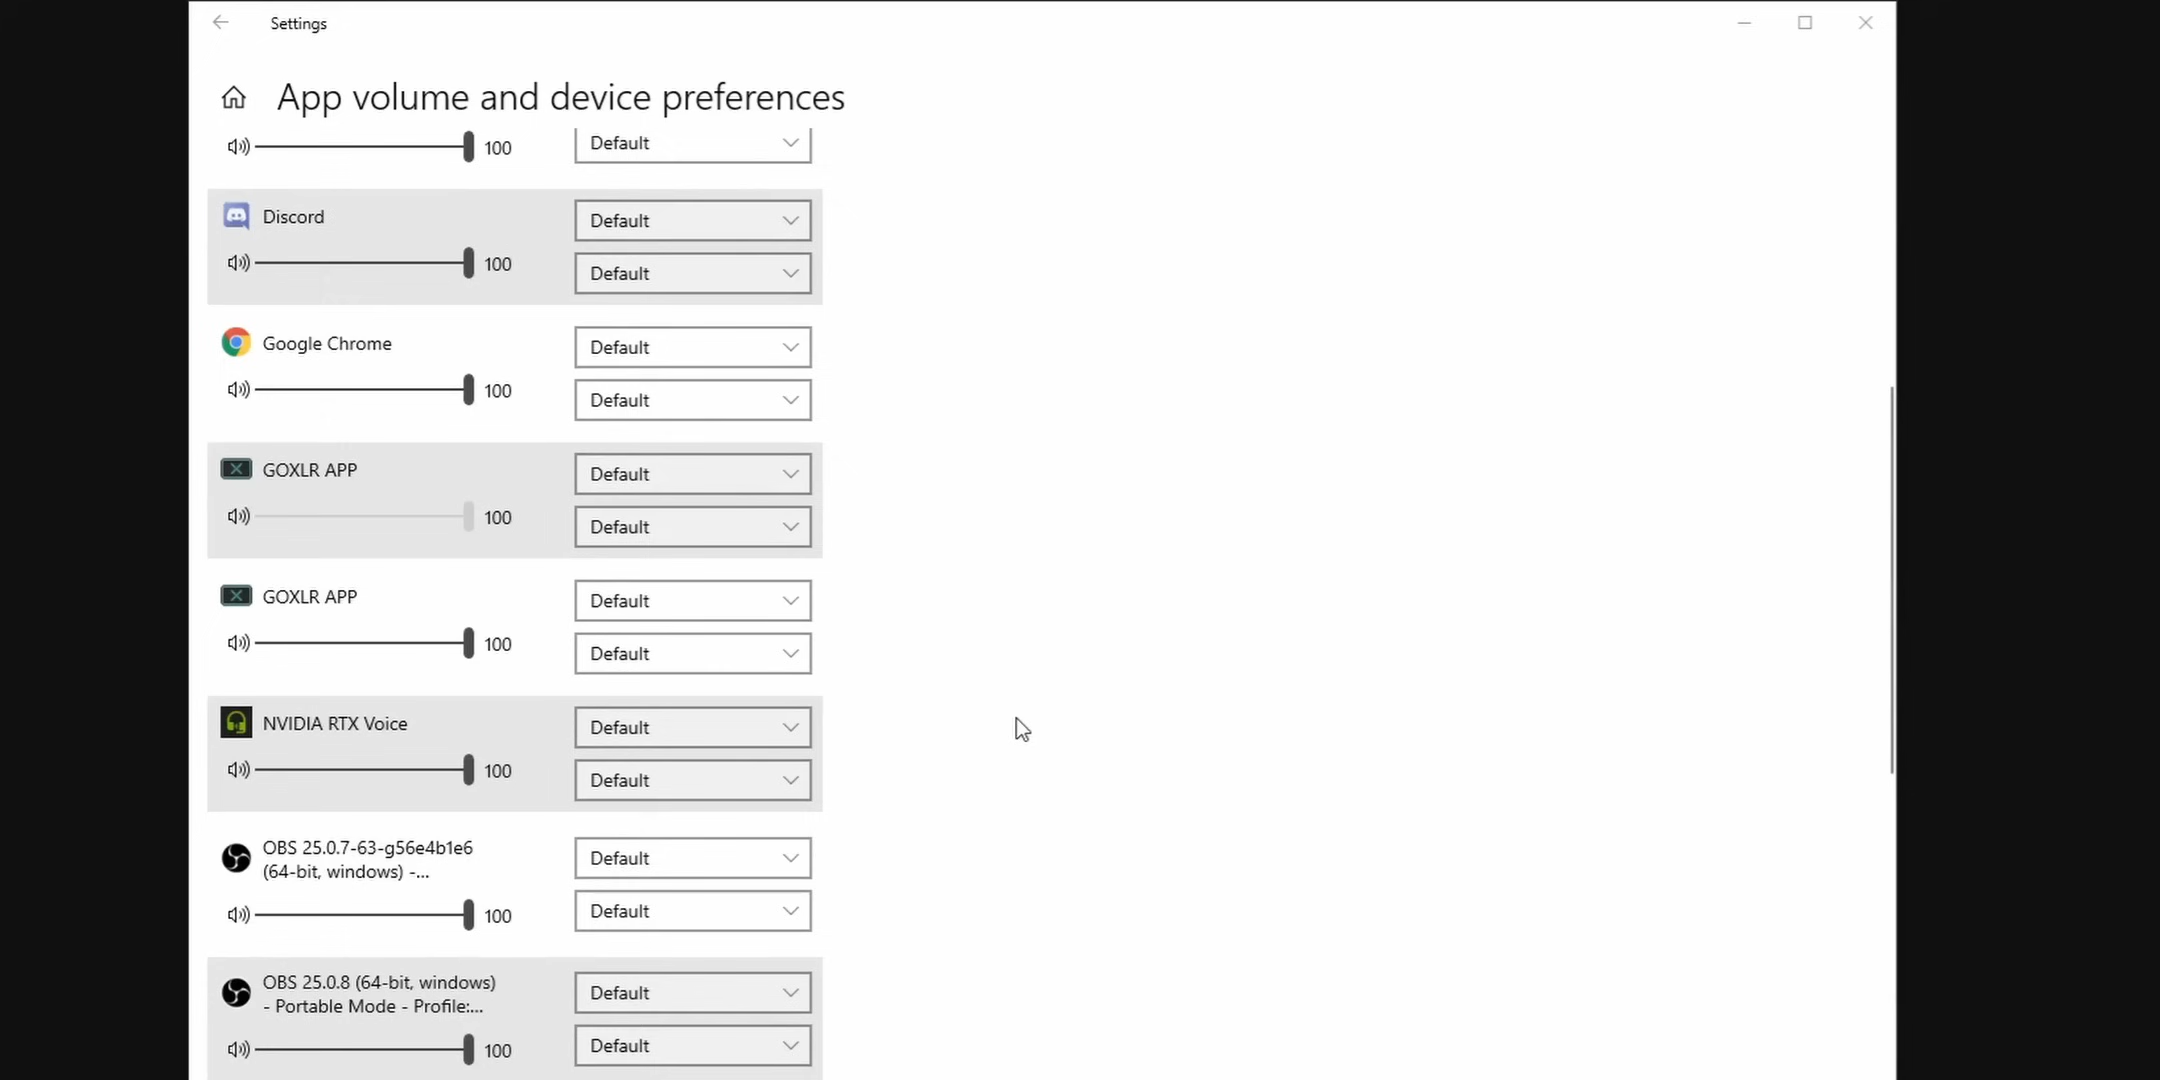 Settings
App volume and device preferences
100
Default
Discord
Default
100
Default
Google Chrome
Default
100
Default
GOXLR APP
Default
100
Default
GOXLR APP
Default
100
Default
NVIDIA RTX Voice
Default
100
Default
OBS 25.0.7-63-g56e4b1e6
(64-bit, windows) -...
Default
100
Default
OBS 25.0.8 (64-bit, windows)
- Portable Mode - Profile:...
Default
100
Default